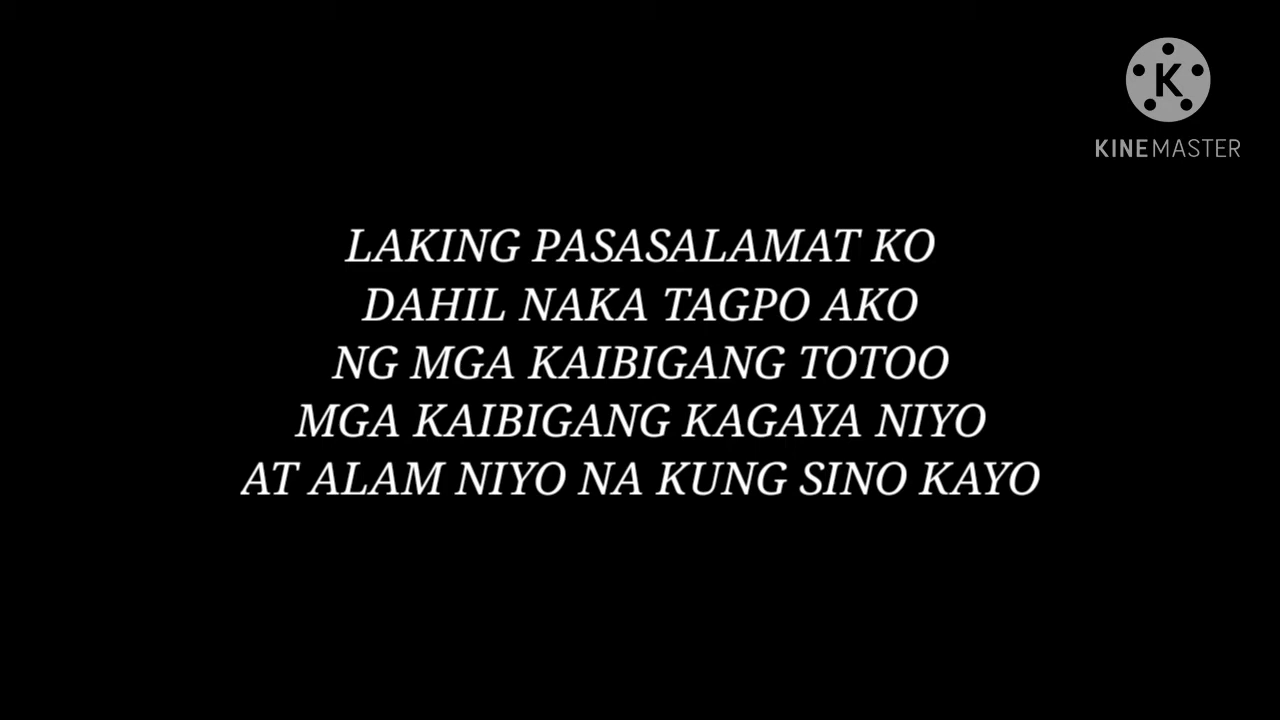 K
KINEMASTER
LAKING PASASALAMAT KO
DAHIL NAKA TAGPO AKO
NG MGA KAIBIGANG TOTOO
MGA KAIBIGANG KAGAYA NIYO
AT ALAM NIYO NA KUNG SINO KAYO